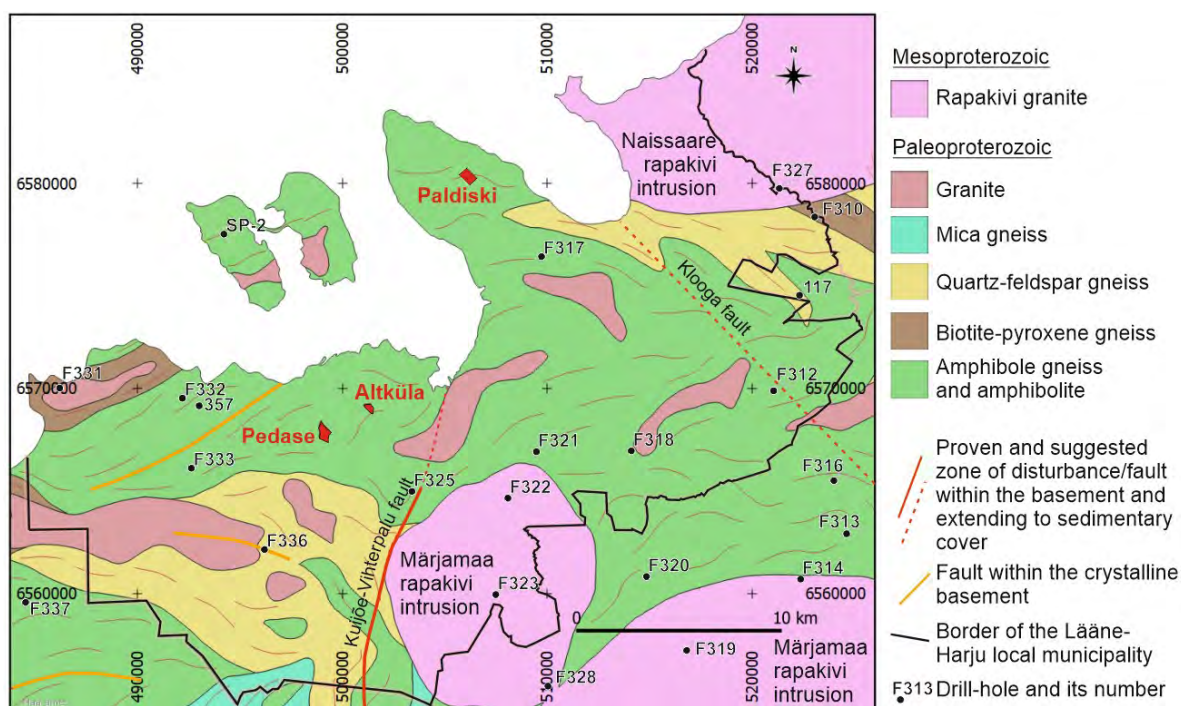 490000
500000
510000
520000
N
Naissaare
rapakivi
intrusion
6580000
6580000
Paldiski
F327
F310
SP-2
F317
Klooga fault
117
F331
6570000
F332
357
Altküla
F312
6570000
Pedase
F333
F321
F318
F316
F325
F322
F313
F336
Kuijõe-Vihterpalu fault
Märjamaa
rapakivi
intrusion
F323
F320
F314
F337
6560000
6560000
0
10 km
F319
F328
Märjamaa
rapakivi
intrusion
490000
500000
510000
520000
Mesoproterozoic
Rapakivi granite
Paleoproterozoic
Granite
Mica gneiss
Quartz-feldspar gneiss
Biotite-pyroxene gneiss
Amphibole gneiss
and amphibolite
Proven and suggested
zone of disturbance/fault
within the basement and
extending to sedimentary
cover
Fault within the crystalline
basement
Border of the Lääne-
Harju local municipality
F313 Drill-hole and its number